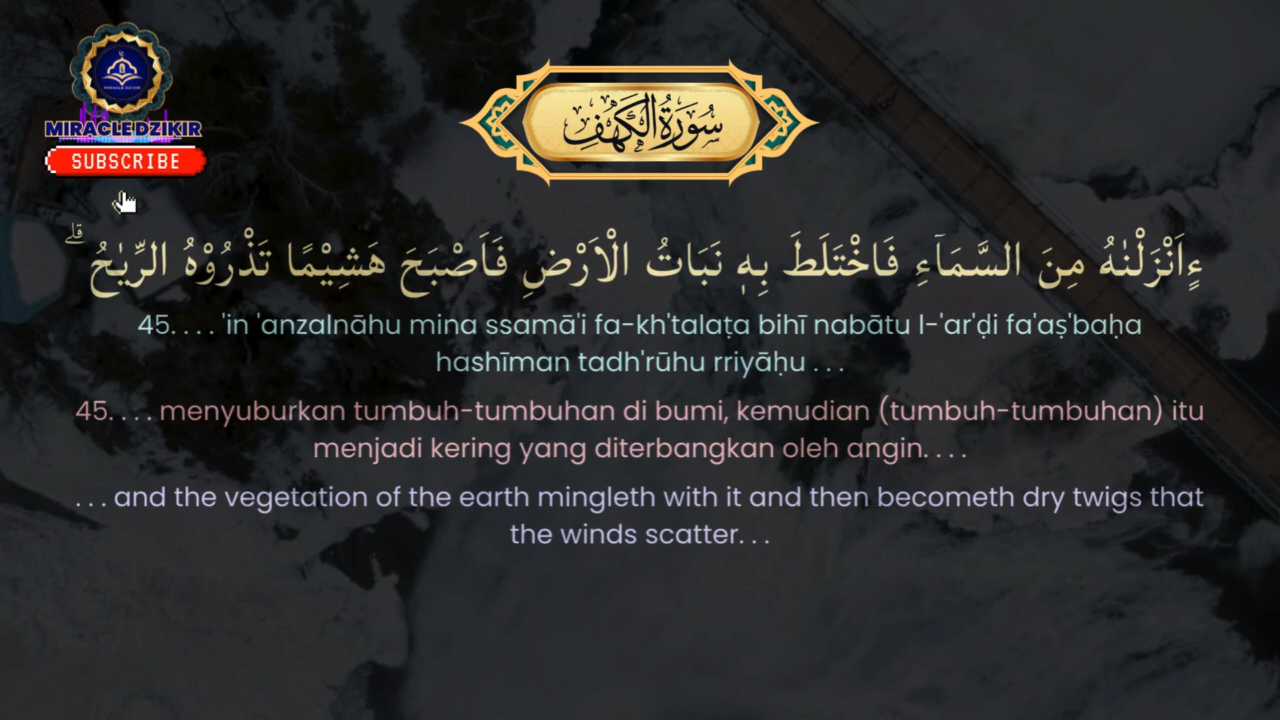 MIRACLE DZIKIR
SUBSCRIBE
سُورَةُ الْكَهْفِ
ءٍاَنْزَلْنٰهُ مِنَ السَّمَاۤءِ فَاخْتَلَطَ بِهٖ نَبَاتُ الْاَرْضِ فَاَصْبَحَ هَشِيْمًا تَذْرُوْهُ الرِّيٰحُ ۗ
45. . . . 'in 'anzalnāhu mina ssamā'i fa-kh'talaṭa bihī nabātu l-'ar'ḍi fa'aṣ'baḥa
hashīman tadh'rūhu rriyāḥu . . .
45. . . . menyuburkan tumbuh-tumbuhan di bumi, kemudian (tumbuh-tumbuhan) itu
menjadi kering yang diterbangkan oleh angin. . . .
. . . and the vegetation of the earth mingleth with it and then becometh dry twigs that
the winds scatter. . .